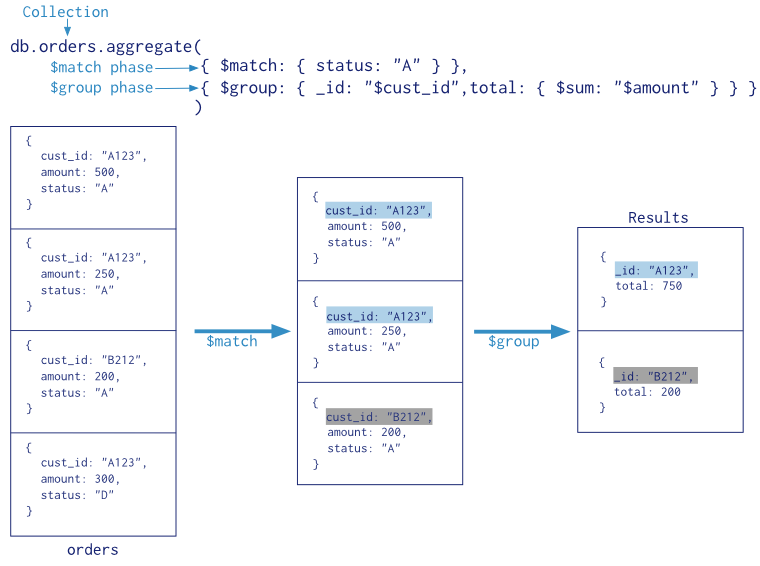 Collection
db.orders.aggregate(
$match phase { $match: { status: "A" } },
$group phase { $group: { _id: "$cust_id",total: { $sum: "$amount" } } }
)
{
cust_id: "A123",
amount: 500,
status: "A"
}
{
cust_id: "A123",
amount: 250,
status: "A"
}
{
cust_id: "B212",
amount: 200,
status: "A"
}
{
cust_id: "A123",
amount: 300,
status: "D"
}
orders
$match
{
cust_id: "A123",
amount: 500,
status: "A"
}
{
cust_id: "A123",
amount: 250,
status: "A"
}
{
cust_id: "B212",
amount: 200,
status: "A"
}
$group
Results
{
_id: "A123",
total: 750
}
{
_id: "B212",
total: 200
}